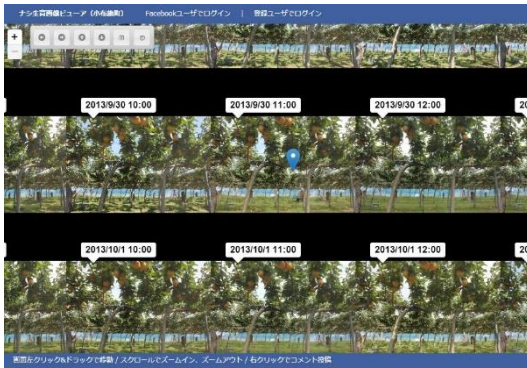 ナシ生育画像ビューア（小布施町） Facebookユーザでログイン | 登録ユーザでログイン
+
2013/9/30 10:00 2013/9/30 11:00 2013/9/30 12:00 20
2013/10/1 10:00 2013/10/1 11:00 2013/10/1 12:00 20
画面左クリック&ドラッグで移動 / スクロールでズームイン、ズームアウト / 右クリックでコメント投稿